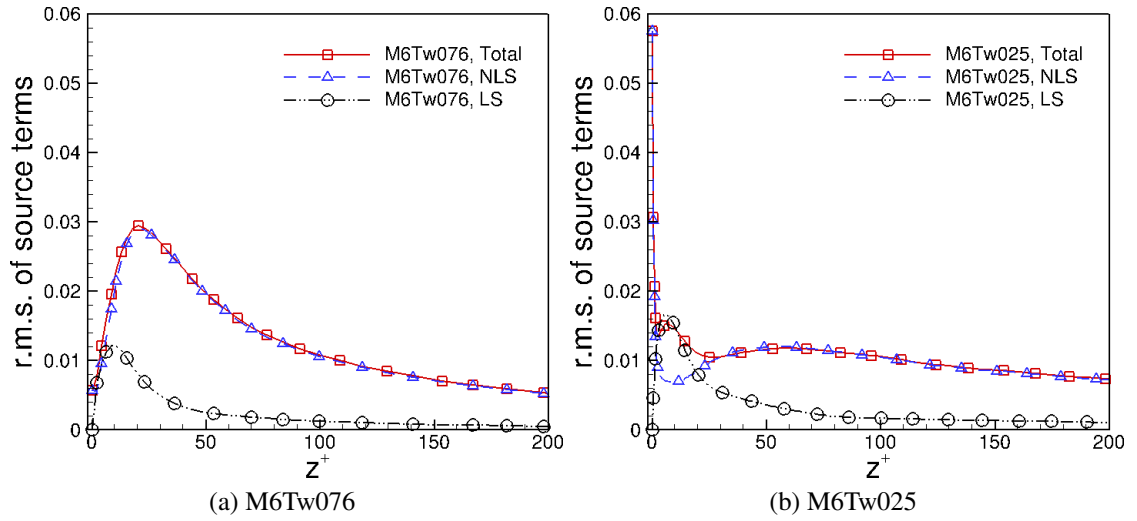 0.06
0.05
0.04
0.03
0.02
0.01
0
r.m.s. of source terms
M6Tw076, Total
M6Tw076, NLS
M6Tw076, LS
0 50 100 150 200
z+
(a) M6Tw076
0.06
0.05
0.04
0.03
0.02
0.01
0
r.m.s. of source terms
M6Tw025, Total
M6Tw025, NLS
M6Tw025, LS
0 50 100 150 200
z+
(b) M6Tw025